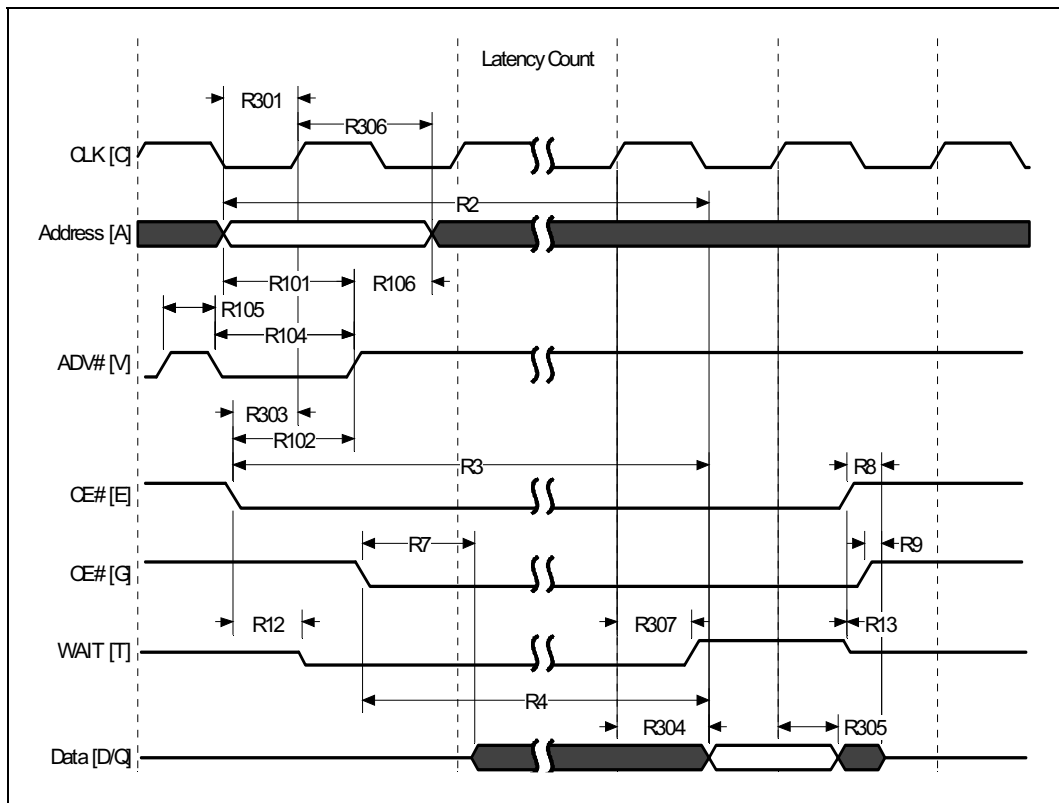 Latency Count
R301
R306
CLK [C]
R2
Address [A]
R101
R106
R105
R104
ADV# [V]
R303
R102
R3
R8
CE# [E]
R7
R9
OE# [G]
R12
R307
R13
WAIT [T]
R4
R304
R305
Data [D/Q]